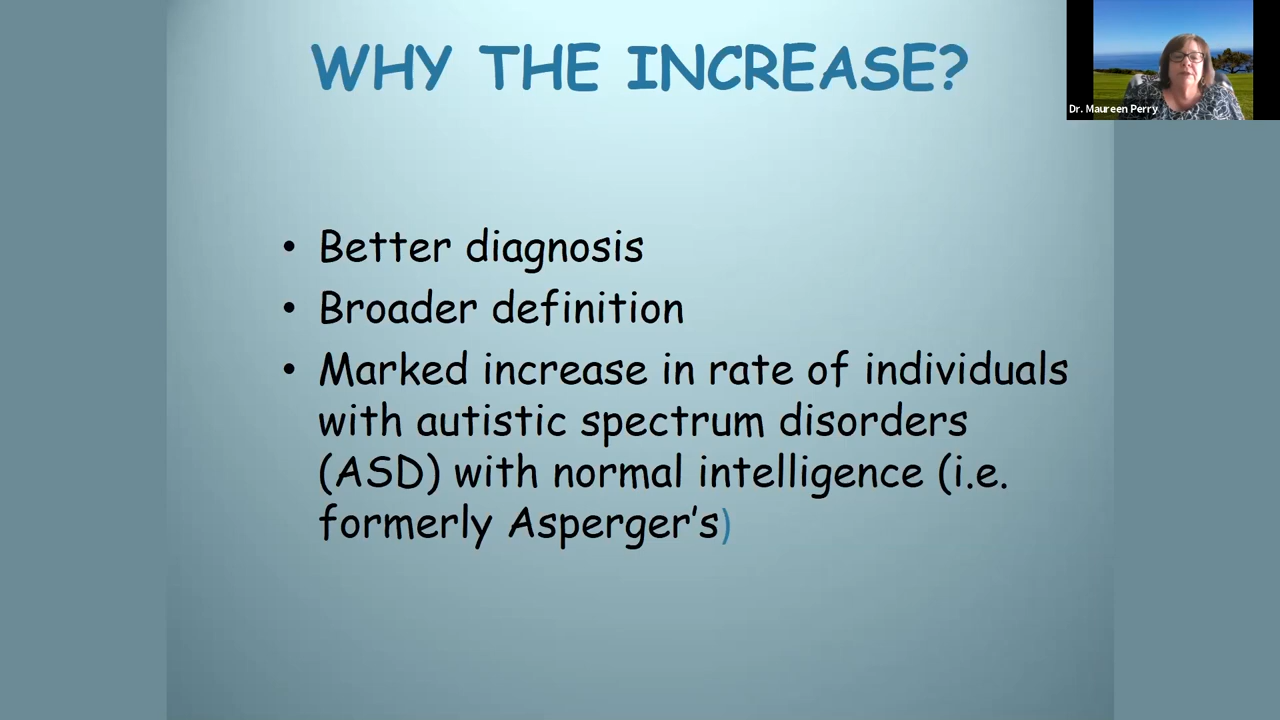 WHY THE INCREASE?
Dr. Maureen Perry
• Better diagnosis
• Broader definition
• Marked increase in rate of individuals
with autistic spectrum disorders
(ASD) with normal intelligence (i.e.
formerly Asperger’s)